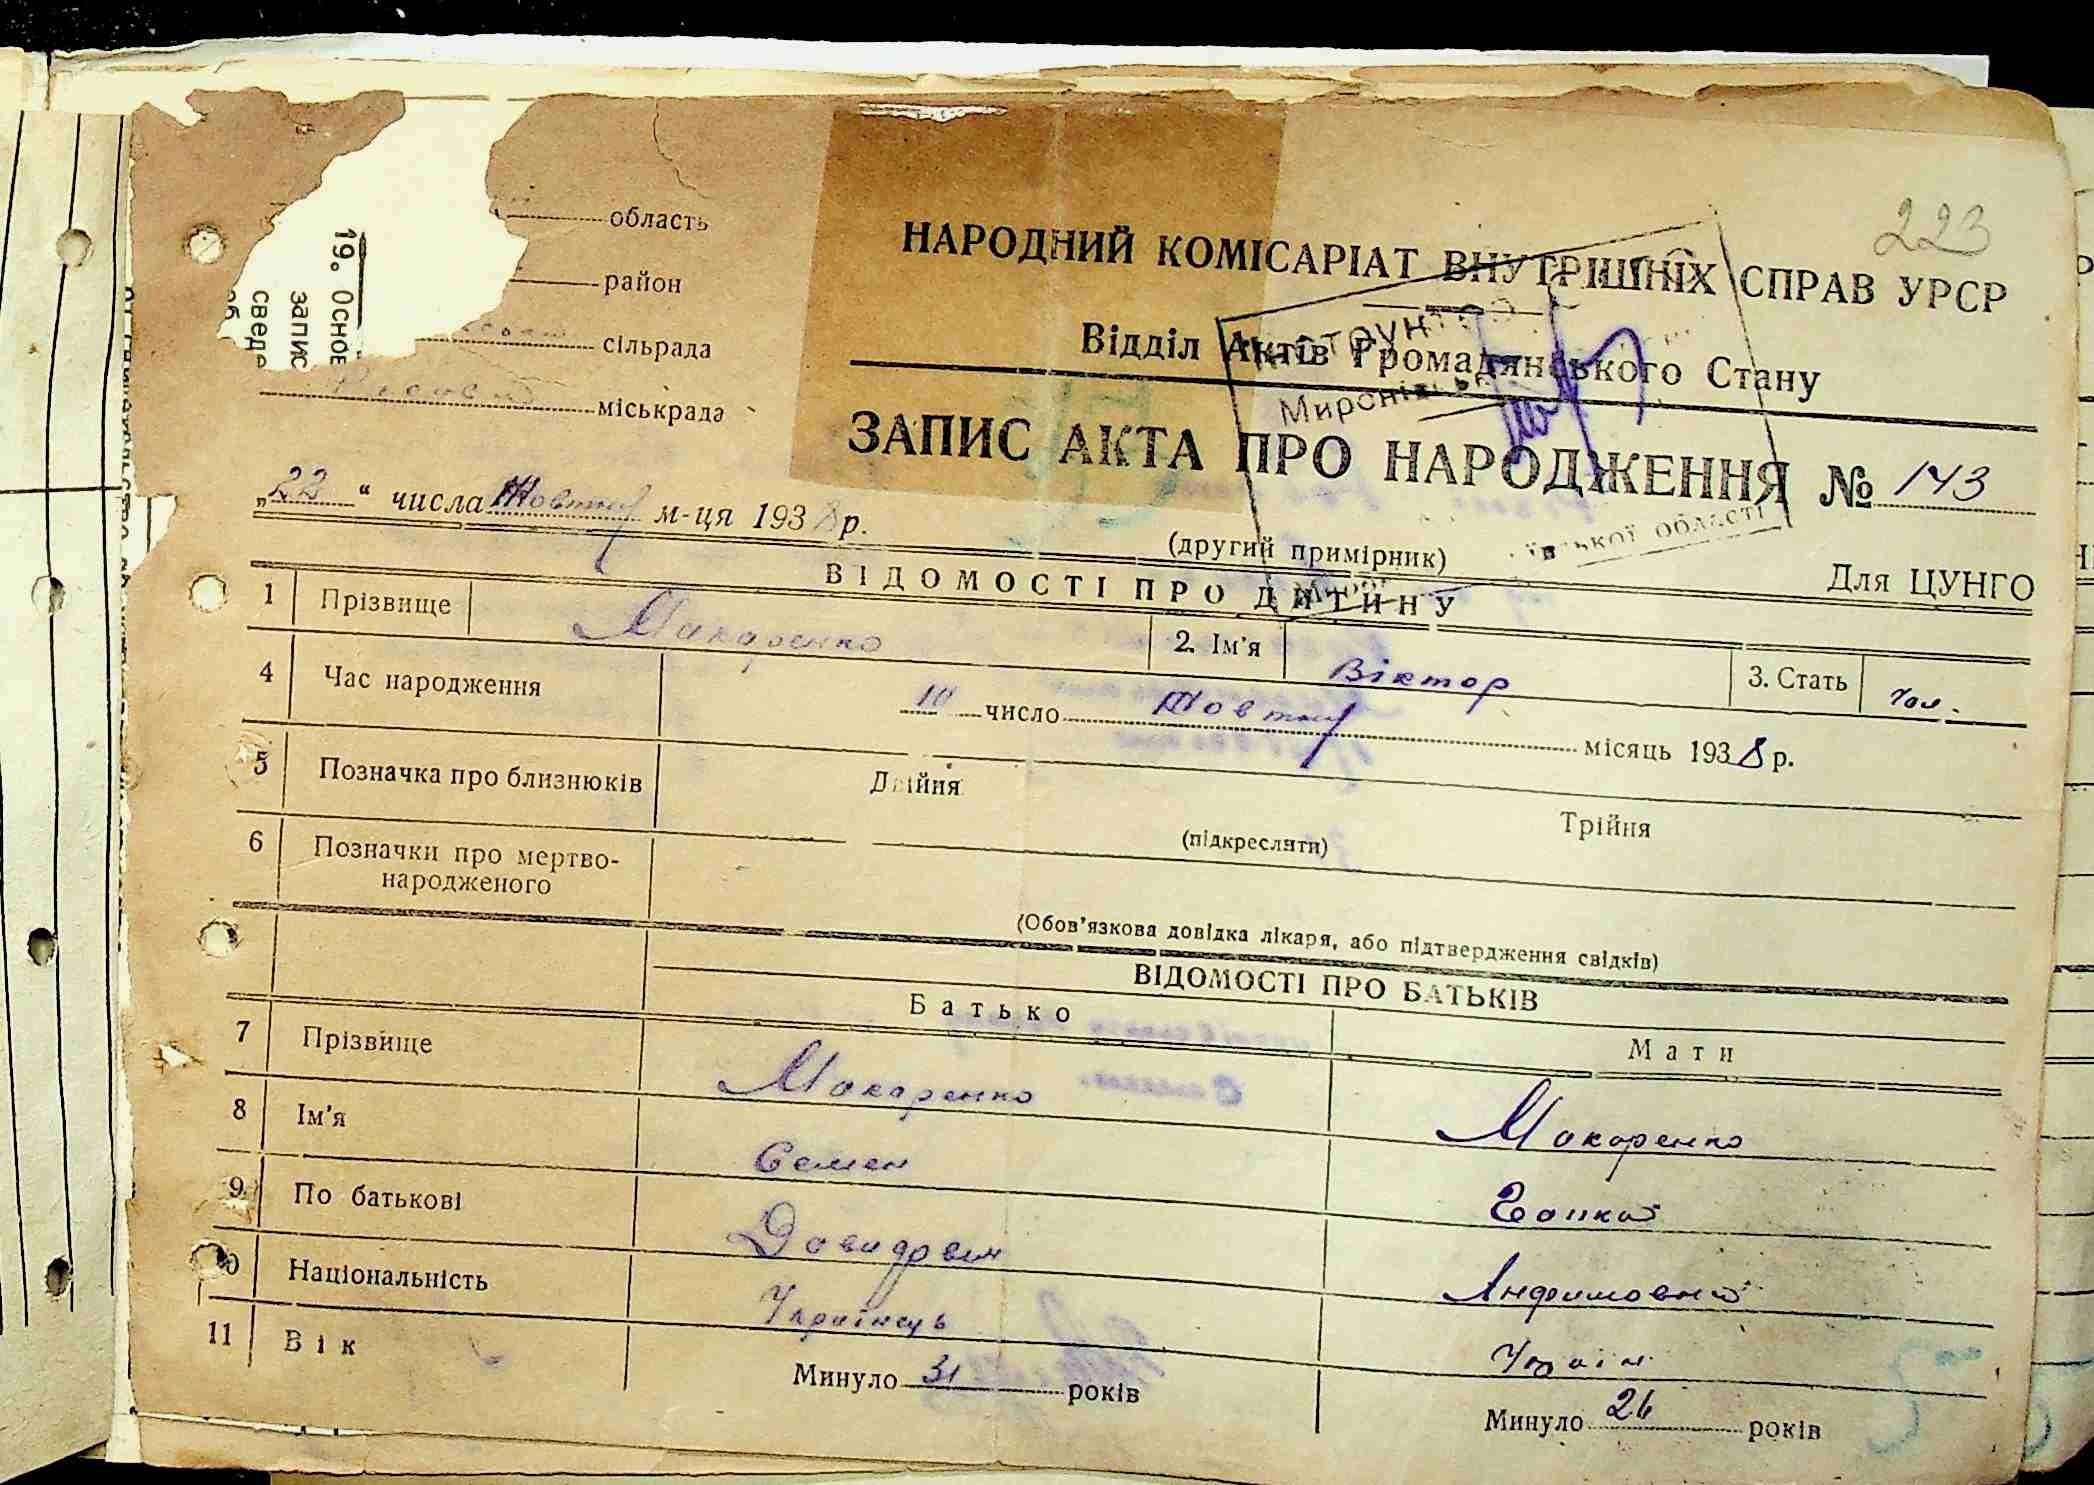 223
область
район
сільрада
міськрада
19. Основ
запис
свед
НАРОДНИЙ КОМІСАРІАТ ВНУТРІШНІХ СПРАВ УРСР
Відділ Актів Громадянського Стану
ЗАПИС АКТА ПРО НАРОДЖЕННЯ № 143
„22“ числа Жовтня м-ця 1938 р.
(другий примірник)
Для ЦУНГО
ВІДОМОСТІ ПРО ДИТИНУ
1 Прізвище Макаренко 2. Ім'я Віктор 3. Стать чол.
4 Час народження 10 число Жовтня місяць 1938 р.
5 Позначка про близнюків Двійня Трійня
(підкреслити)
6 Позначки про мертво-
народженого
(Обов'язкова довідка лікаря, або підтвердження свідків)
ВІДОМОСТІ ПРО БАТЬКІВ
Батько Мати
7 Прізвище Макаренко Макаренко
8 Ім'я Семен
9 По батькові Давидович
10 Національність Українець Україн
11 Вік Минуло 31 років Минуло 26 років